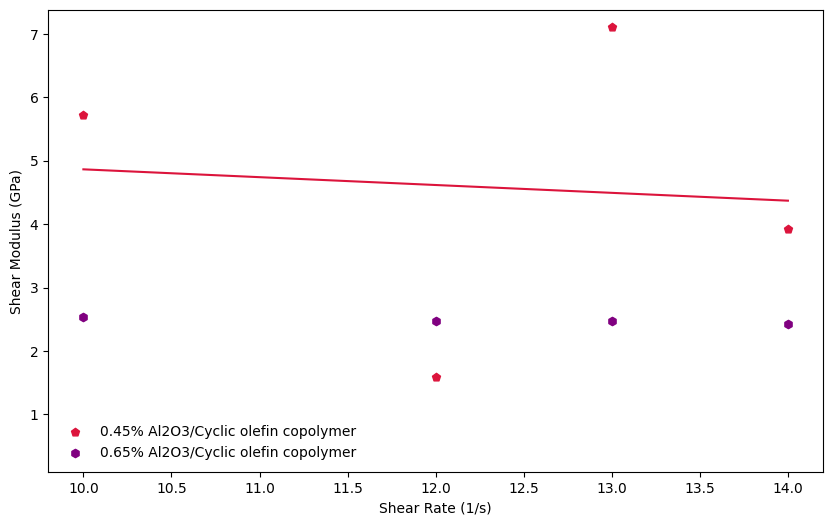 7
6
5
4
3
2
1
Shear Modulus (GPa)
0.45% Al2O3/Cyclic olefin copolymer
0.65% Al2O3/Cyclic olefin copolymer
10.0 10.5 11.0 11.5 12.0 12.5 13.0 13.5 14.0
Shear Rate (1/s)